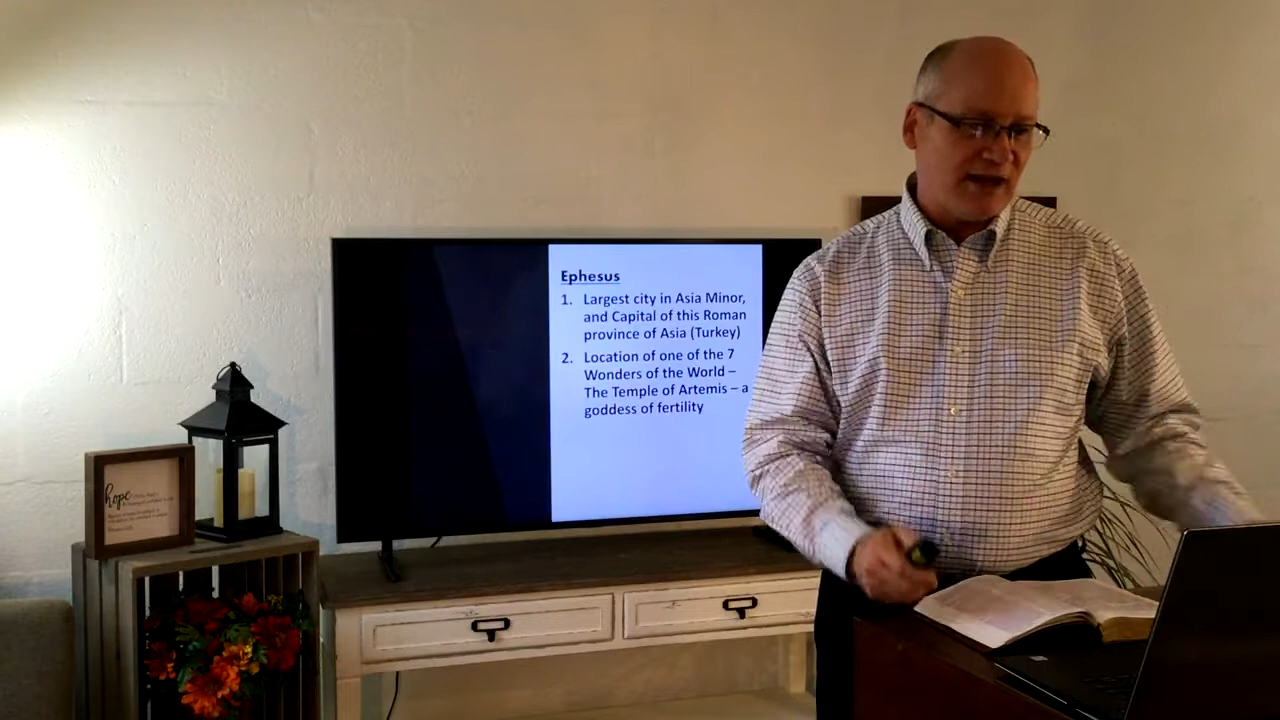 Ephesus
1. Largest city in Asia Minor,
and Capital of this Roman
province of Asia (Turkey)
2. Location of one of the 7
Wonders of the World –
The Temple of Artemis – a
goddess of fertility
hope